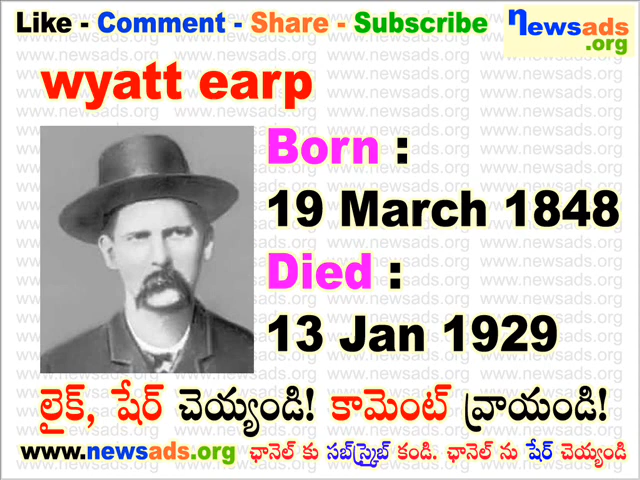 Like - Comment - Share - Subscribe
newsads
.org
wyatt earp
Born :
19 March 1848
Died :
13 Jan 1929
లైక్, షేర్ చెయ్యండి! కామెంట్ వ్రాయండి!
www.newsads.org ఛానెల్ కు సబ్‌స్క్రైబ్ కండి. ఛానెల్ ను షేర్ చెయ్యండి